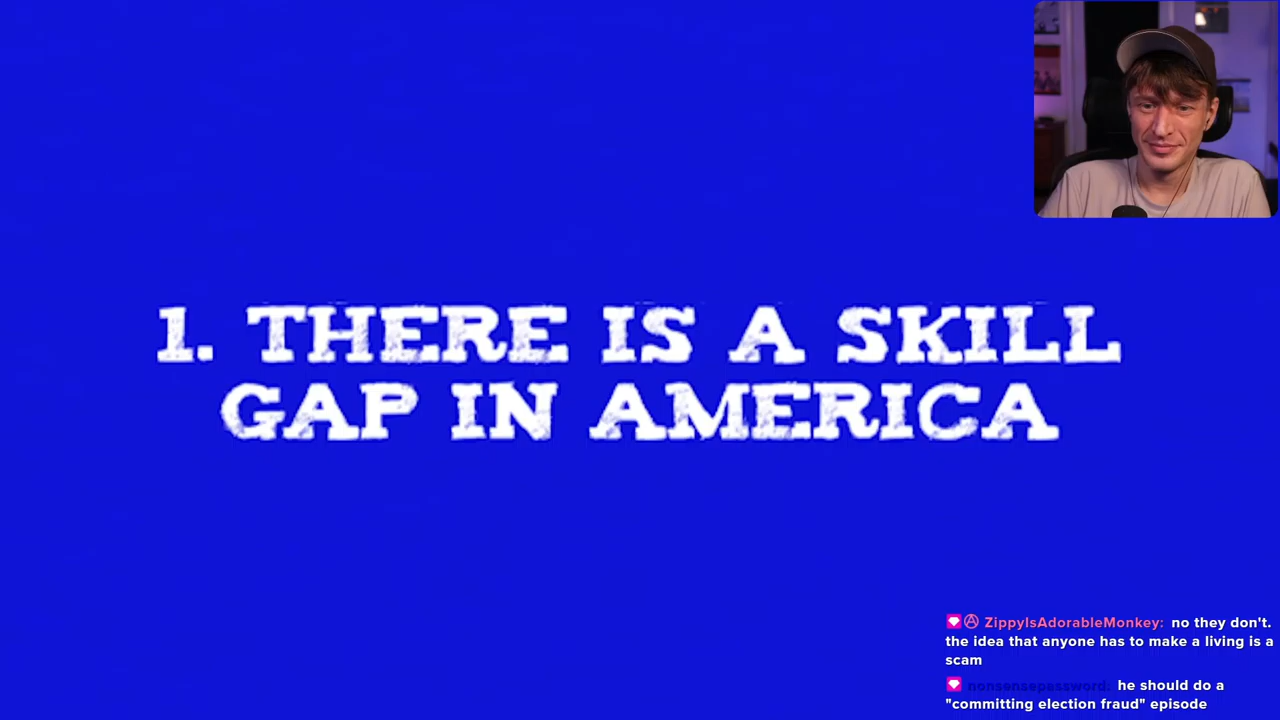 1. THERE IS A SKILL
GAP IN AMERICA
ZippyIsAdorableMonkey: no they don't.
the idea that anyone has to make a living is a
scam
nonsensepassword: he should do a
"committing election fraud" episode